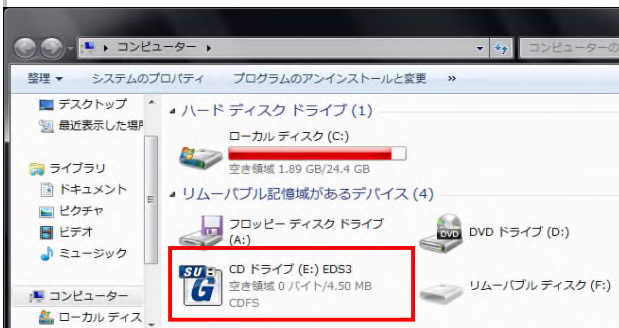 コンピューター
コンピューターの
整理 システムのプロパティ プログラムのアンインストールと変更 »
デスクトップ
最近表示した場所
ライブラリ
ドキュメント
ピクチャ
ビデオ
ミュージック
コンピューター
ローカル ディス
ハード ディスク ドライブ (1)
ローカル ディスク (C:)
空き領域 1.89 GB/24.4 GB
リムーバブル記憶域があるデバイス (4)
フロッピー ディスク ドライブ
(A:)
DVD
DVD ドライブ (D:)
SU
G
CD ドライブ (E:) EDS3
空き領域 0 バイト/4.50 MB
CDFS
リムーバブル ディスク (F:)